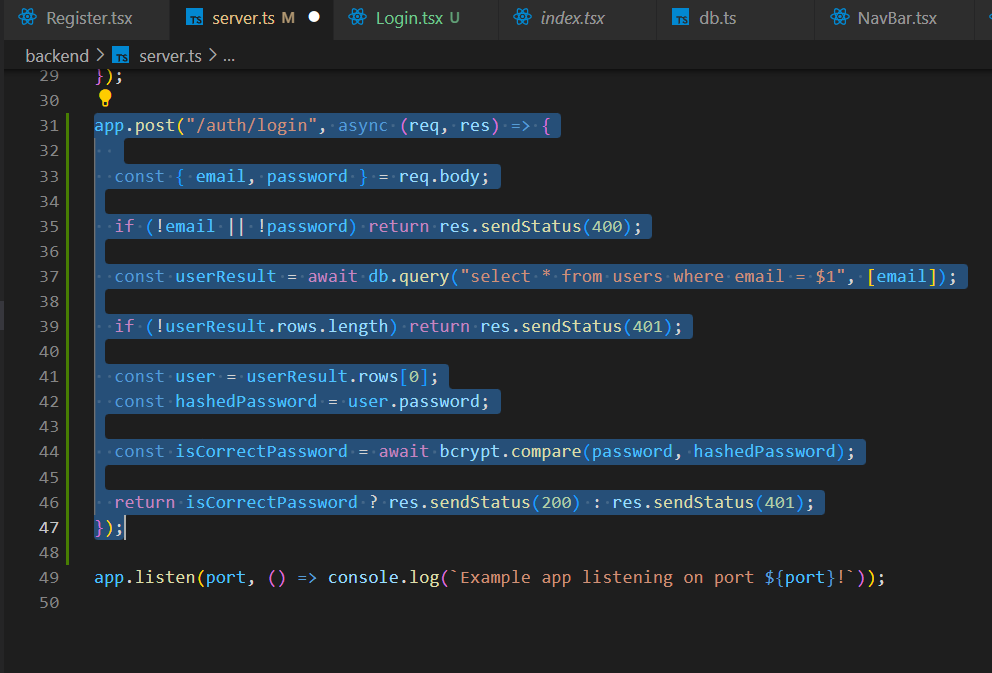 Register.tsx TS server.ts M Login.tsx U index.tsx TS db.ts NavBar.tsx
backend > TS server.ts > ...
29 });
30
31 app.post("/auth/login", async (req, res) => {
32
33 const { email, password } = req.body;
34
35 if (!email || !password) return res.sendStatus(400);
36
37 const userResult = await db.query("select * from users where email = $1", [email]);
38
39 if (!userResult.rows.length) return res.sendStatus(401);
40
41 const user = userResult.rows[0];
42 const hashedPassword = user.password;
43
44 const isCorrectPassword = await bcrypt.compare(password, hashedPassword);
45
46 return isCorrectPassword ? res.sendStatus(200) : res.sendStatus(401);
47 });
48
49 app.listen(port, () => console.log(`Example app listening on port ${port}!`));
50